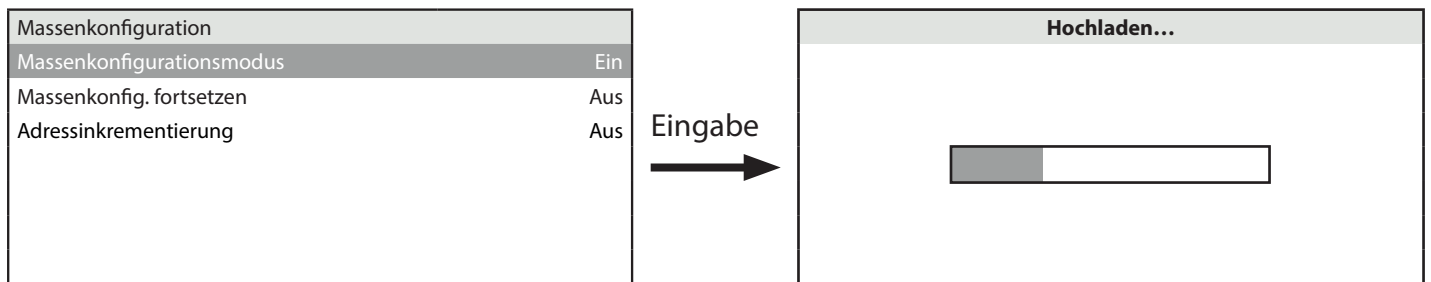 Massenkonfiguration
Massenkonfigurationsmodus Ein
Massenkonfig. fortsetzen Aus
Adressinkrementierung Aus
Eingabe
Hochladen…